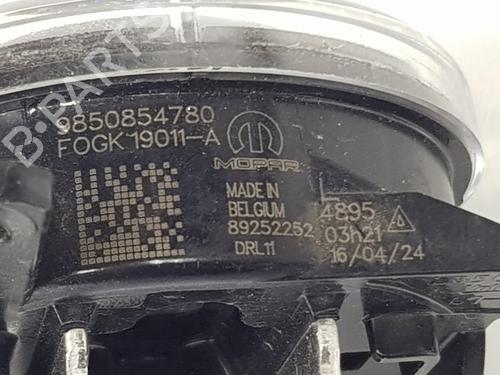 B-PARTS
9850854780
FOGK 19011-A
MOPAR
MADE IN
BELGIUM
89252252
DRL11
4895
03h21
16/04/24